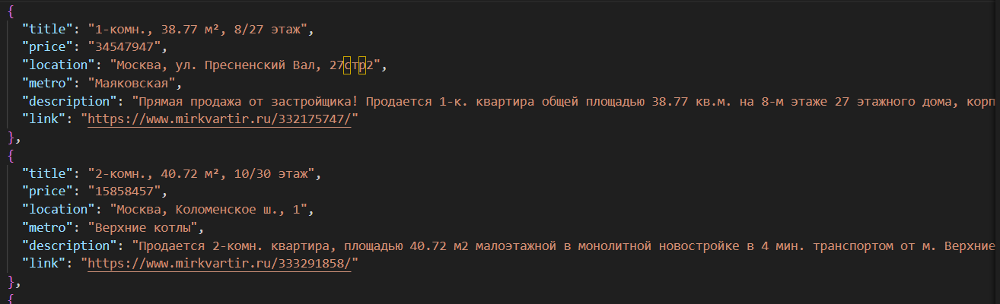 {
"title": "1-комн., 38.77 м², 8/27 этаж",
"price": "34547947",
"location": "Москва, ул. Пресненский Вал, 27стр2",
"metro": "Маяковская",
"description": "Прямая продажа от застройщика! Продается 1-к. квартира общей площадью 38.77 кв.м. на 8-м этаже 27 этажного дома, корп
"link": "https://www.mirkvartir.ru/332175747/"
},
{
"title": "2-комн., 40.72 м², 10/30 этаж",
"price": "15858457",
"location": "Москва, Коломенское ш., 1",
"metro": "Верхние котлы",
"description": "Продается 2-комн. квартира, площадью 40.72 м2 малоэтажной в монолитной новостройке в 4 мин. транспортом от м. Верхние
"link": "https://www.mirkvartir.ru/333291858/"
},
{